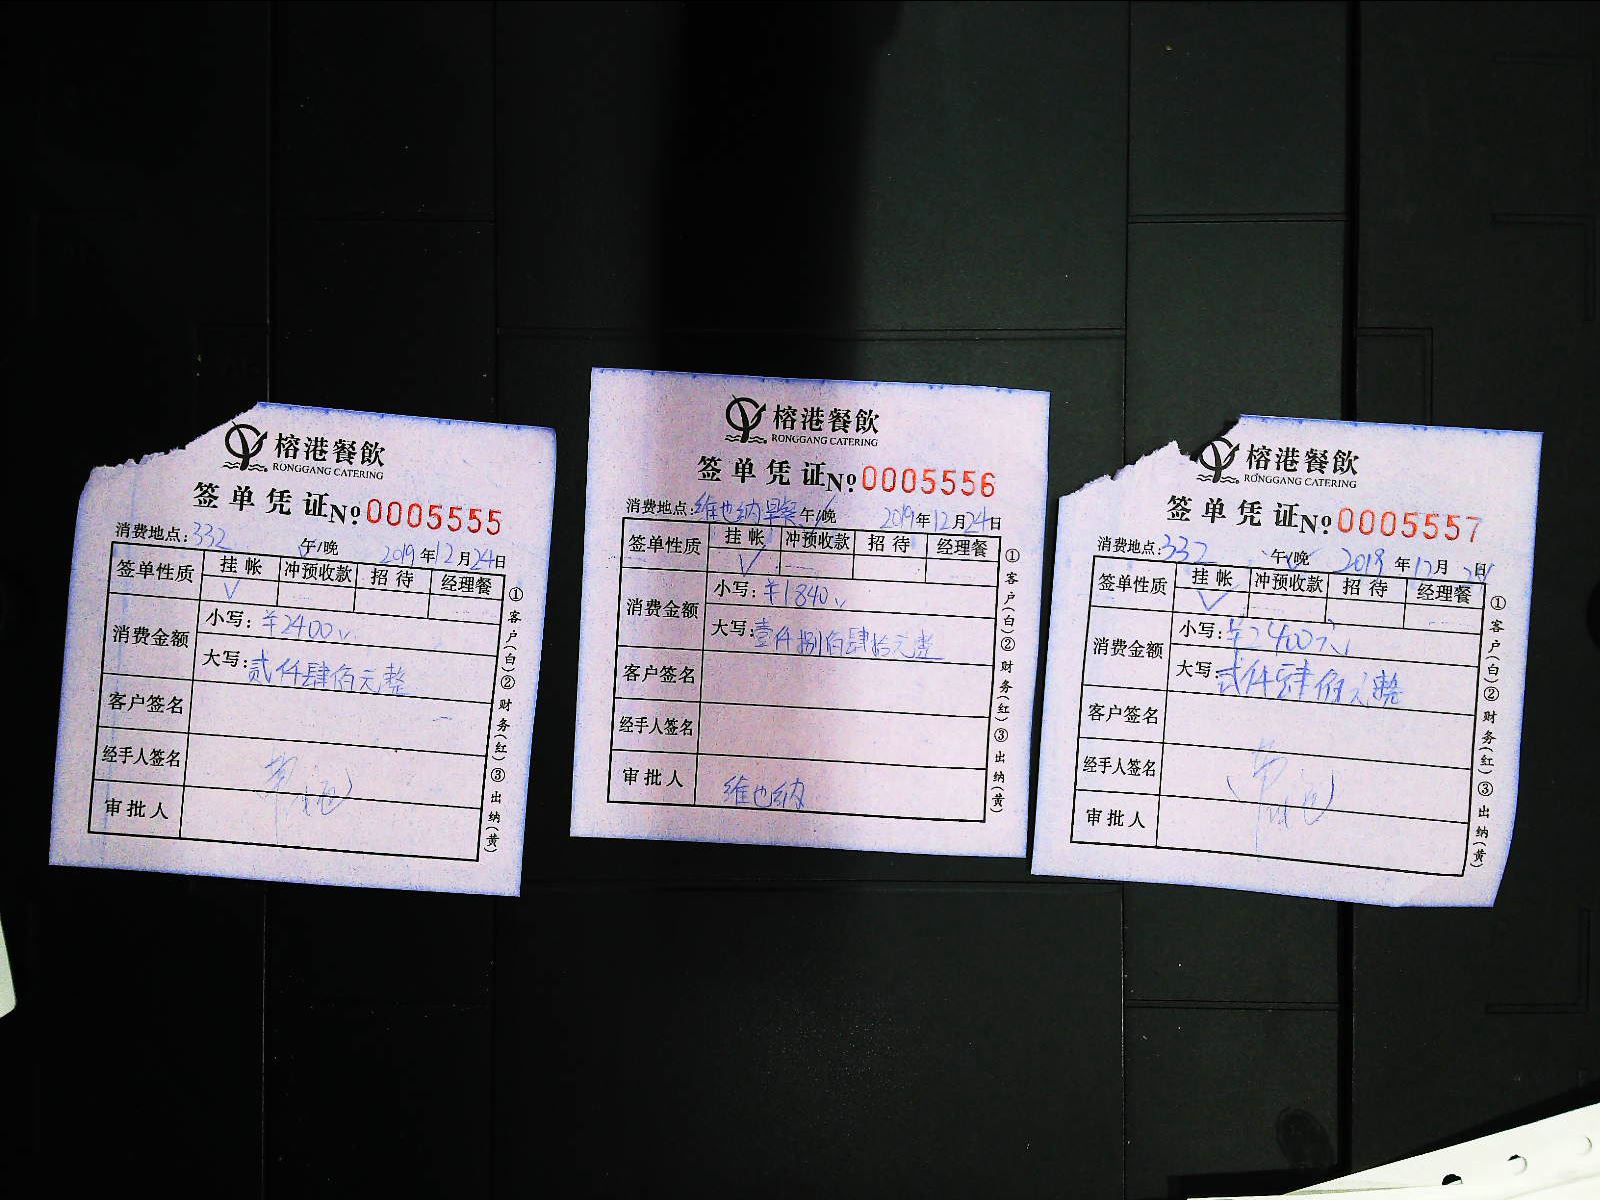 榕港餐飲
RONGGANG CATERING
签单凭证№0005555
消费地点:332 午/晚 2019年12月24日
签单性质 挂帐 冲预收款 招待 经理餐
√
消费金额 小写:¥2400
大写:贰仟肆佰元整
客户签名
经手人签名
审批人
①客户(白)②财务(红)③出纳(黄)
榕港餐飲
RONGGANG CATERING
签单凭证№0005556
消费地点:维也纳早餐 午/晚 2019年12月24日
签单性质 挂帐 冲预收款 招待 经理餐
√
消费金额 小写:¥1840
大写:壹仟捌佰肆拾元整
客户签名
经手人签名
审批人 维也纳
①客户(白)②财务(红)③出纳(黄)
榕港餐飲
RONGGANG CATERING
签单凭证№0005557
消费地点:332 午/晚 2019年12月24日
签单性质 挂帐 冲预收款 招待 经理餐
√
消费金额 小写:¥2400元
大写:贰仟肆佰元整
客户签名
经手人签名
审批人
①客户(白)②财务(红)③出纳(黄)